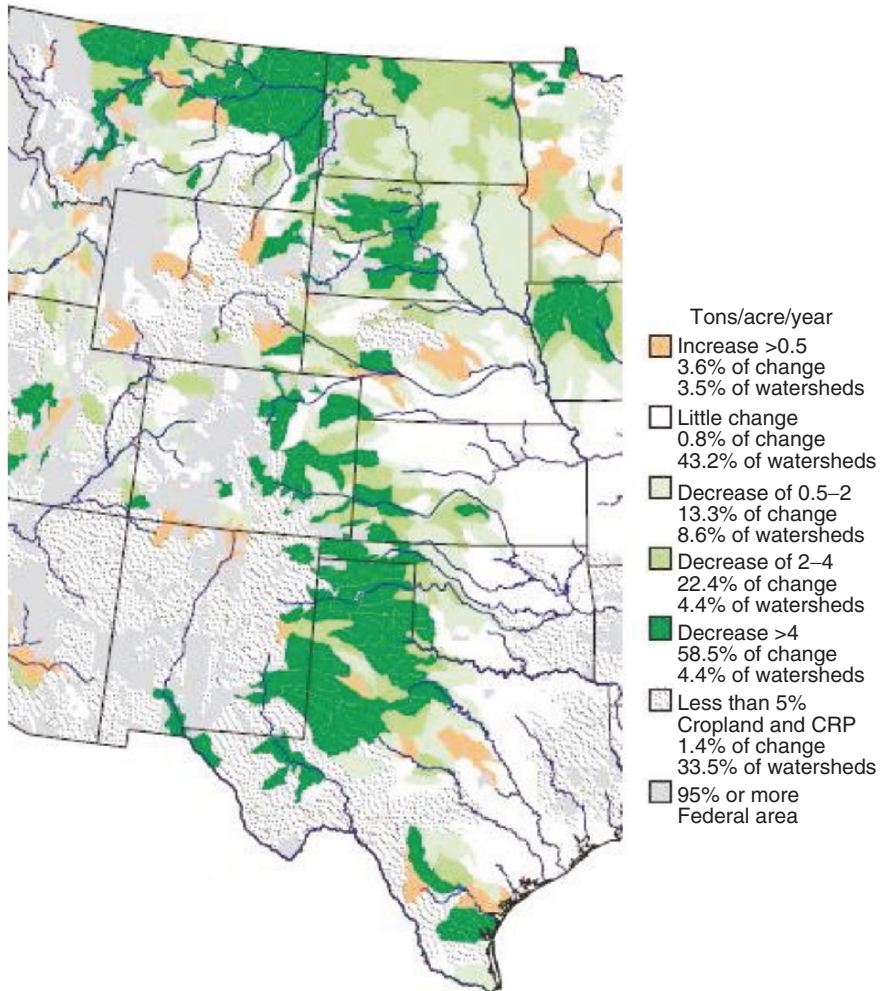 Tons/acre/year
Increase >0.5
3.6% of change
3.5% of watersheds
Little change
0.8% of change
43.2% of watersheds
Decrease of 0.5–2
13.3% of change
8.6% of watersheds
Decrease of 2–4
22.4% of change
4.4% of watersheds
Decrease >4
58.5% of change
4.4% of watersheds
Less than 5%
Cropland and CRP
1.4% of change
33.5% of watersheds
95% or more
Federal area